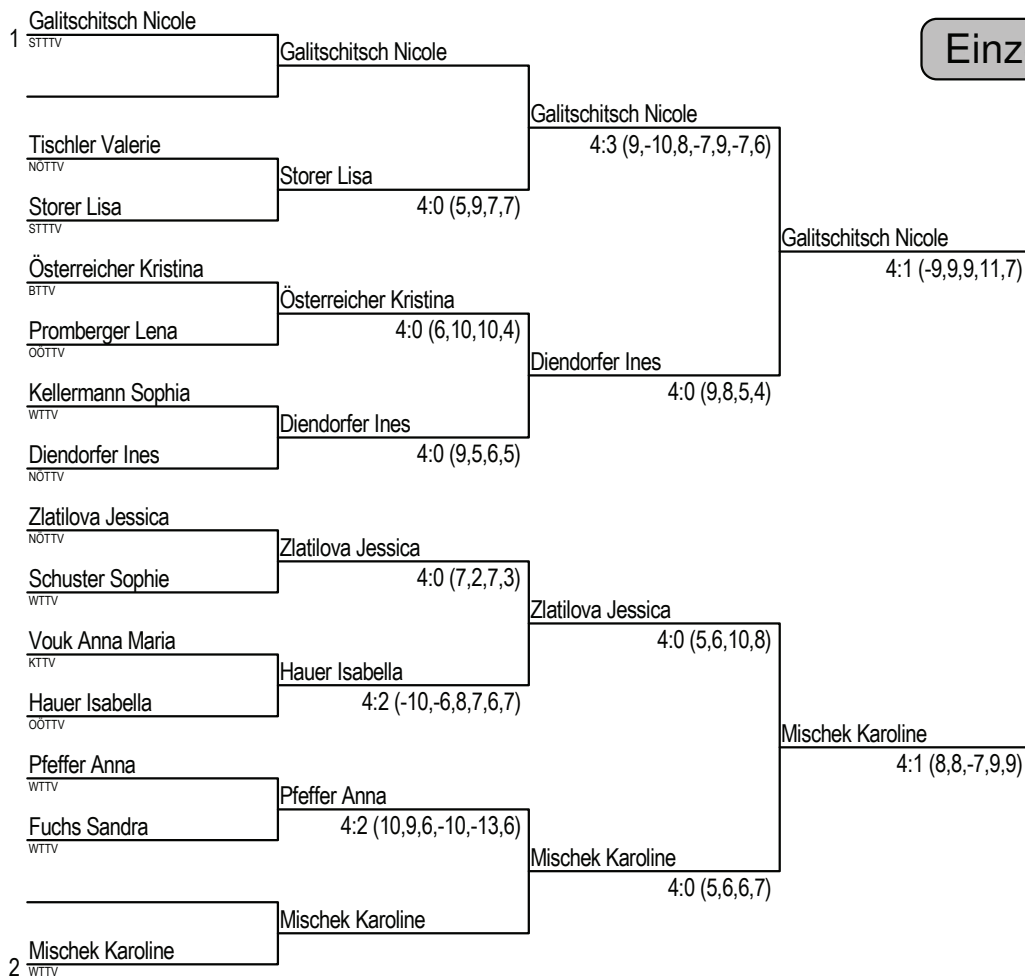 Galitschitsch Nicole
1 STTTV
Galitschitsch Nicole
Einz
Galitschitsch Nicole
4:3 (9,-10,8,-7,9,-7,6)
Tischler Valerie
NÖTTV
Storer Lisa
4:0 (5,9,7,7)
Storer Lisa
STTTV
Galitschitsch Nicole
4:1 (-9,9,9,11,7)
Österreicher Kristina
BTTV
Österreicher Kristina
4:0 (6,10,10,4)
Promberger Lena
OÖTTV
Diendorfer Ines
4:0 (9,8,5,4)
Kellermann Sophia
WTTV
Diendorfer Ines
4:0 (9,5,6,5)
Diendorfer Ines
NÖTTV
Zlatilova Jessica
NÖTTV
Zlatilova Jessica
4:0 (7,2,7,3)
Schuster Sophie
WTTV
Zlatilova Jessica
4:0 (5,6,10,8)
Vouk Anna Maria
KTTV
Hauer Isabella
4:2 (-10,-6,8,7,6,7)
Hauer Isabella
OÖTTV
Mischek Karoline
4:1 (8,8,-7,9,9)
Pfeffer Anna
WTTV
Pfeffer Anna
4:2 (10,9,6,-10,-13,6)
Fuchs Sandra
WTTV
Mischek Karoline
4:0 (5,6,6,7)
Mischek Karoline
Mischek Karoline
2 WTTV